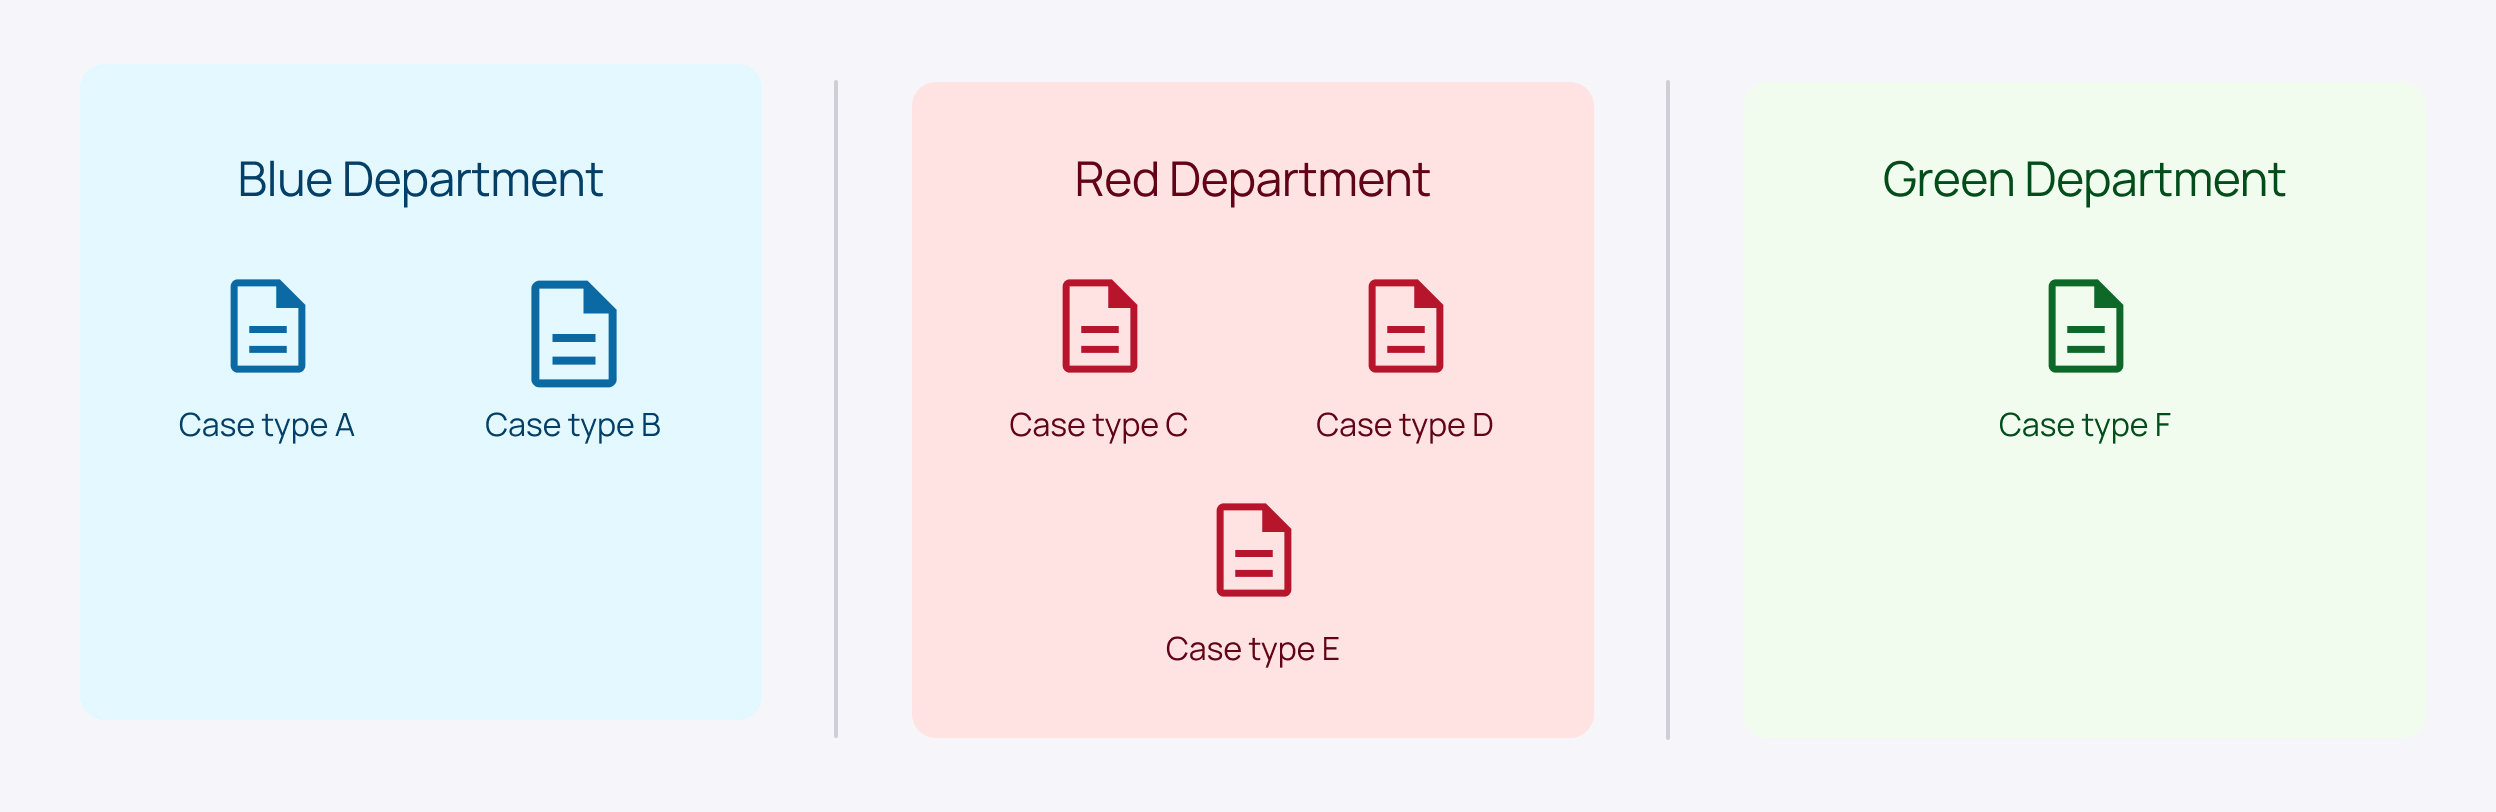 Blue Department
Case type A
Case type B
Red Department
Case type C
Case type D
Case type E
Green Department
Case type F